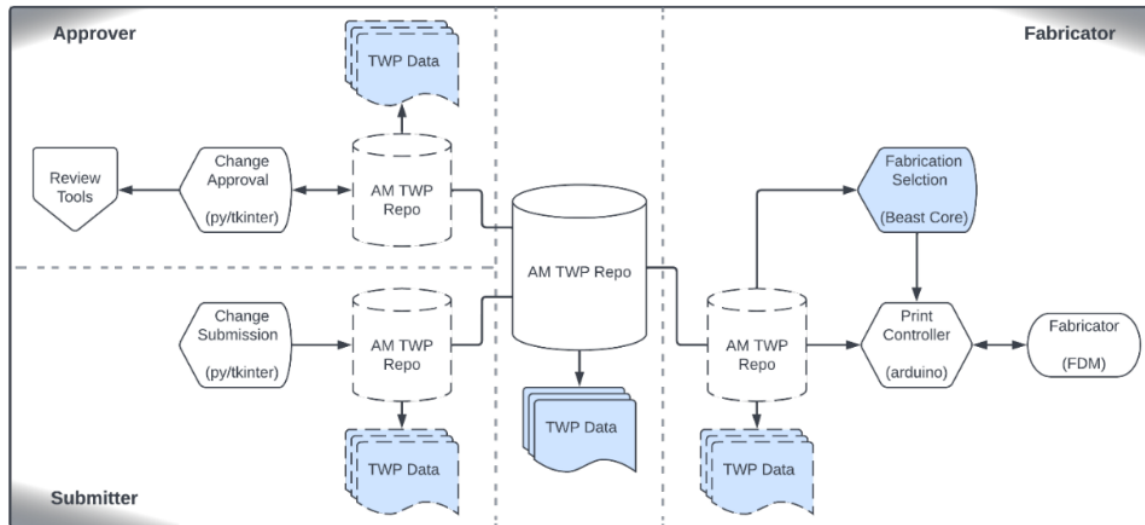 Approver
Fabricator
TWP Data
Review
Tools
Change
Approval
(py/tkinter)
AM TWP
Repo
AM TWP Repo
TWP Data
Fabrication
Selction
(Beast Core)
Change
Submission
(py/tkinter)
AM TWP
Repo
TWP Data
AM TWP
Repo
TWP Data
Print
Controller
(arduino)
Fabricator
(FDM)
Submitter